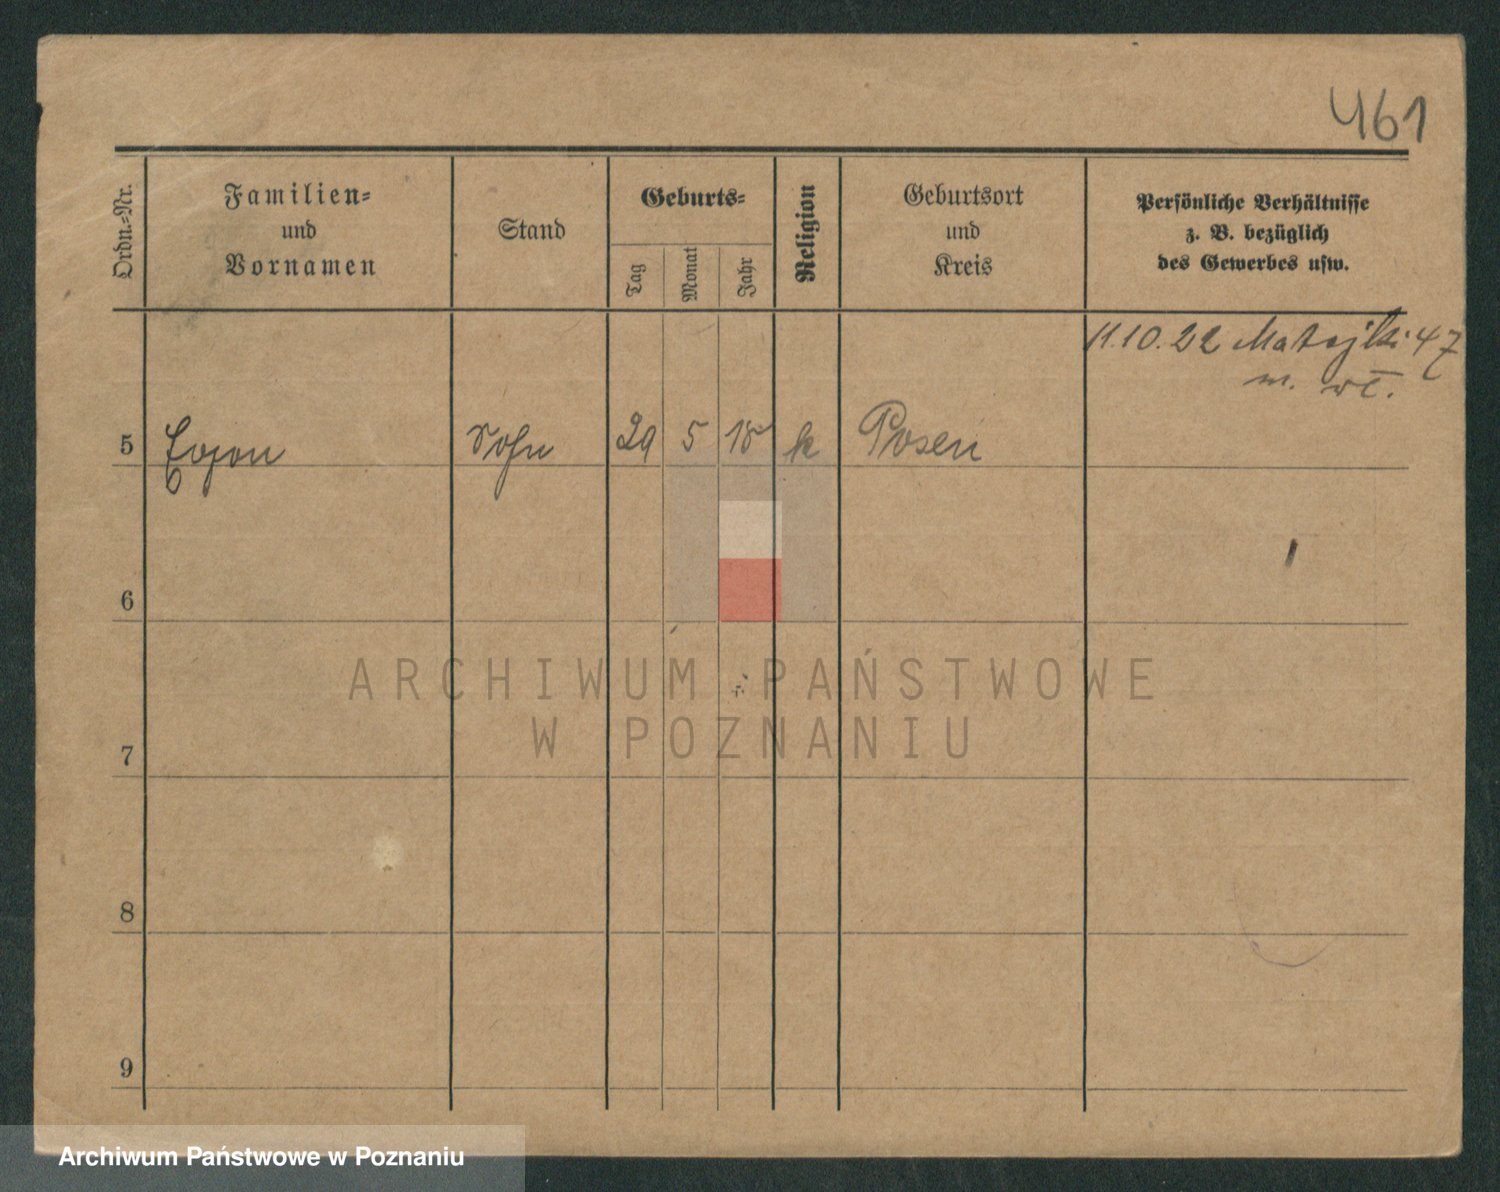 461
Ordn.-Nr.
Familien-
und
Vornamen
Stand
Geburts-
Tag
Monat
Jahr
Religion
Geburtsort
und
Kreis
Persönliche Verhältnisse
z. B. bezüglich
des Gewerbes usw.
11.10.22 Matejki 47
m. wł.
5 Egon Sohn 29 5 18 k Posen
6
7
8
9
ARCHIWUM PAŃSTWOWE
W POZNANIU
Archiwum Państwowe w Poznaniu